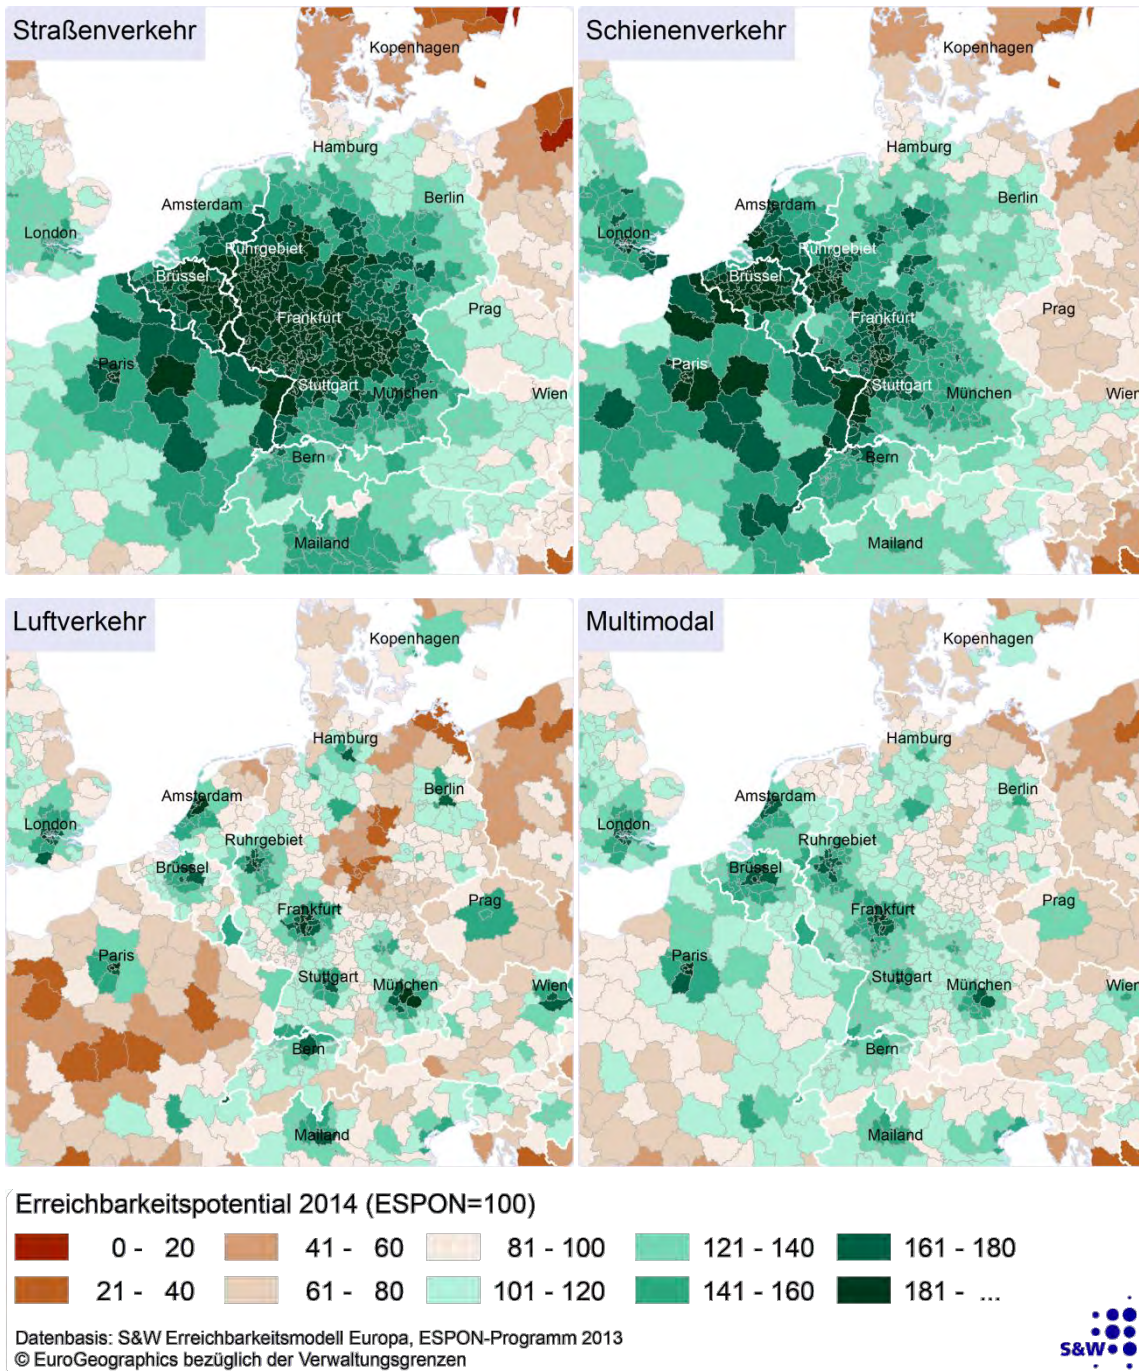 Straßenverkehr
Kopenhagen
Hamburg
Berlin
Amsterdam
London
Ruhrgebiet
Brüssel
Prag
Frankfurt
Paris
Stuttgart
München
Wien
Bern
Mailand
Schienenverkehr
Kopenhagen
Hamburg
Berlin
Amsterdam
London
Ruhrgebiet
Brüssel
Prag
Frankfurt
Paris
Stuttgart
München
Wien
Bern
Mailand
Luftverkehr
Kopenhagen
Hamburg
Berlin
Amsterdam
London
Ruhrgebiet
Brüssel
Prag
Frankfurt
Paris
Stuttgart
München
Wien
Bern
Mailand
Multimodal
Kopenhagen
Hamburg
Berlin
Amsterdam
London
Ruhrgebiet
Brüssel
Prag
Frankfurt
Paris
Stuttgart
München
Wien
Bern
Mailand
Erreichbarkeitspotential 2014 (ESPON=100)
0 - 20 41 - 60 81 - 100 121 - 140 161 - 180
21 - 40 61 - 80 101 - 120 141 - 160 181 - ...
Datenbasis: S&W Erreichbarkeitsmodell Europa, ESPON-Programm 2013
© EuroGeographics bezüglich der Verwaltungsgrenzen
S&W